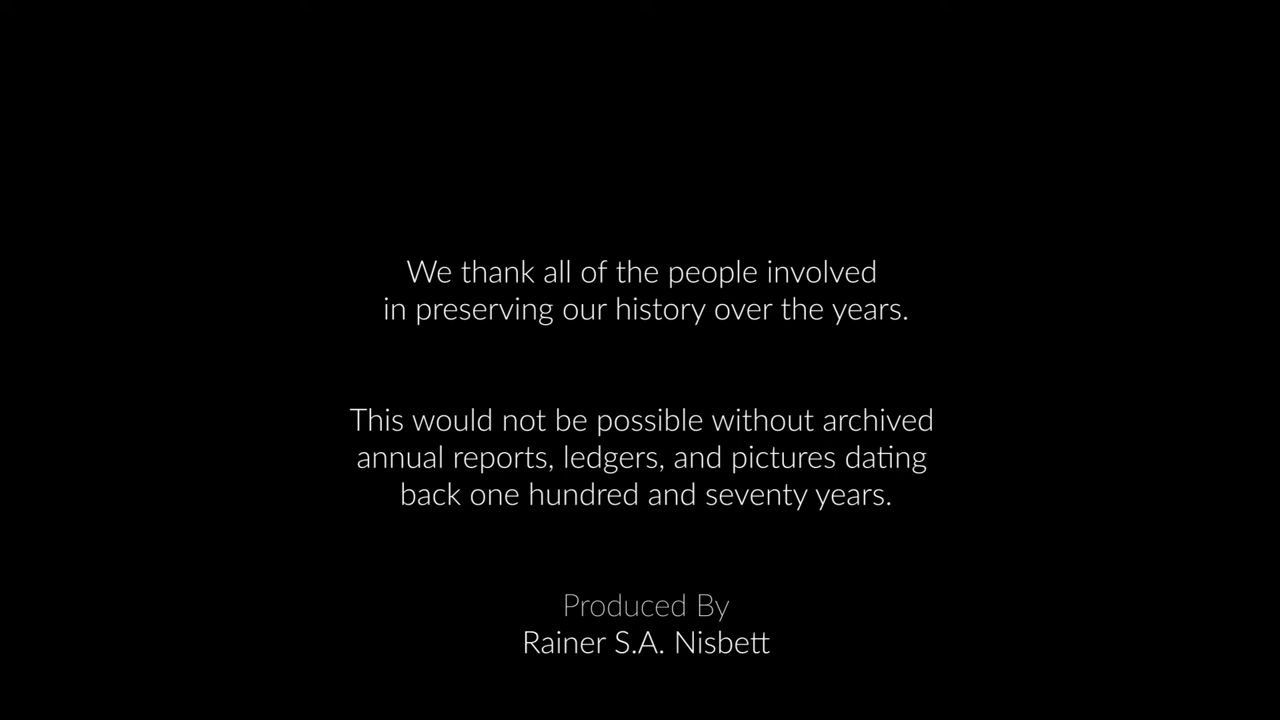 We thank all of the people involved
in preserving our history over the years.
This would not be possible without archived
annual reports, ledgers, and pictures dating
back one hundred and seventy years.
Produced By
Rainer S.A. Nisbett